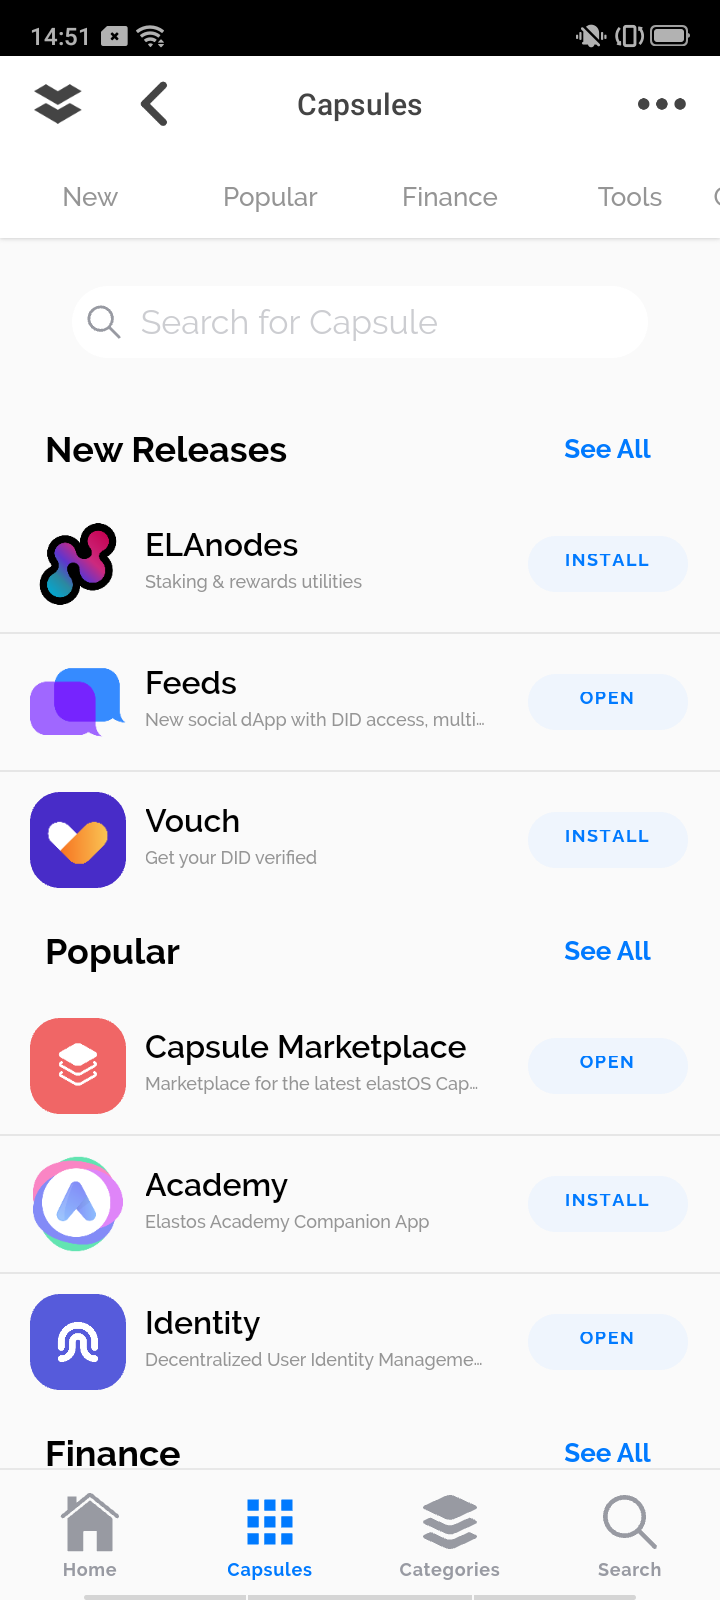 14:51
Capsules
New Popular Finance Tools
Search for Capsule
New Releases See All
ELAnodes
Staking & rewards utilities
INSTALL
Feeds
New social dApp with DID access, multi...
OPEN
Vouch
Get your DID verified
INSTALL
Popular See All
Capsule Marketplace
Marketplace for the latest elastOS Cap...
OPEN
Academy
Elastos Academy Companion App
INSTALL
Identity
Decentralized User Identity Manageme...
OPEN
Finance See All
Home Capsules Categories Search